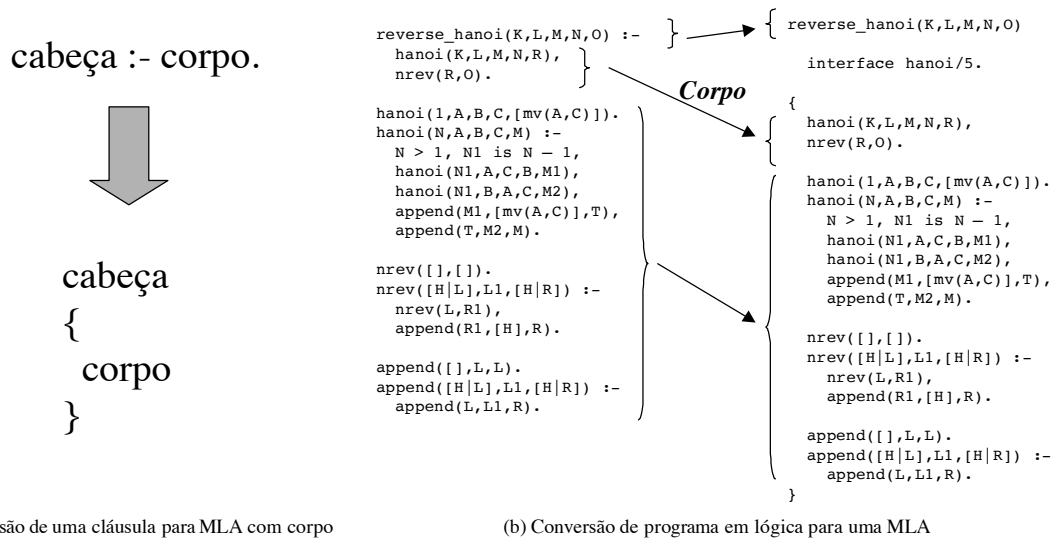 cabeça :- corpo.
cabeça
{
corpo
}
reverse_hanoi(K,L,M,N,O) :-
hanoi(K,L,M,N,R),
nrev(R,O).
hanoi(1,A,B,C,[mv(A,C)]).
hanoi(N,A,B,C,M) :-
N > 1, N1 is N – 1,
hanoi(N1,A,C,B,M1),
hanoi(N1,B,A,C,M2),
append(M1,[mv(A,C)],T),
append(T,M2,M).
nrev([],[]).
nrev([H|L],L1,[H|R]) :-
nrev(L,R1),
append(R1,[H],R).
append([],L,L).
append([H|L],L1,[H|R]) :-
append(L,L1,R).
Corpo
reverse_hanoi(K,L,M,N,O)
interface hanoi/5.
{
hanoi(K,L,M,N,R),
nrev(R,O).
hanoi(1,A,B,C,[mv(A,C)]).
hanoi(N,A,B,C,M) :-
N > 1, N1 is N – 1,
hanoi(N1,A,C,B,M1),
hanoi(N1,B,A,C,M2),
append(M1,[mv(A,C)],T),
append(T,M2,M).
nrev([],[]).
nrev([H|L],L1,[H|R]) :-
nrev(L,R1),
append(R1,[H],R).
append([],L,L).
append([H|L],L1,[H|R]) :-
append(L,L1,R).
}
são de uma cláusula para MLA com corpo
(b) Conversão de programa em lógica para uma MLA